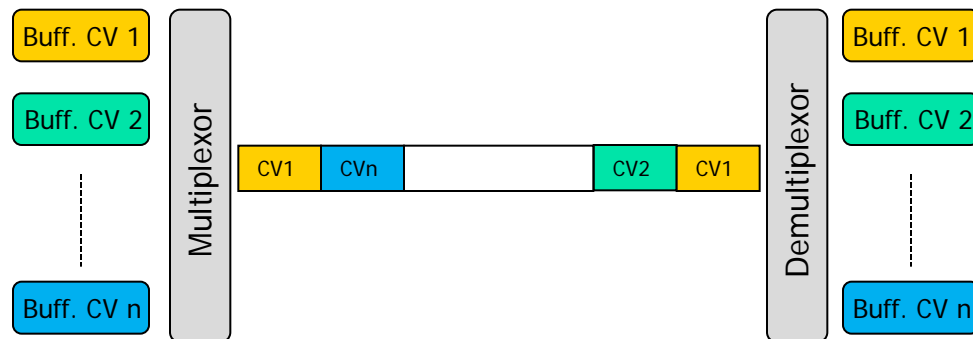 Buff. CV 1
Buff. CV 2
Buff. CV n
Multiplexor
CV1 CVn CV2 CV1
Demultiplexor
Buff. CV 1
Buff. CV 2
Buff. CV n